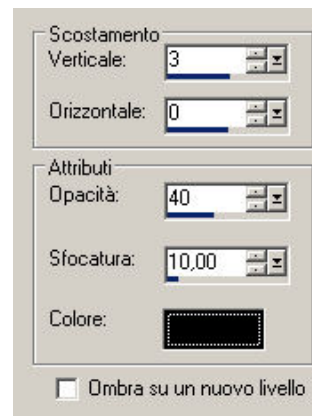 Scostamento
Verticale: 3
Orizzontale: 0
Attributi
Opacità: 40
Sfocatura: 10,00
Colore:
Ombra su un nuovo livello